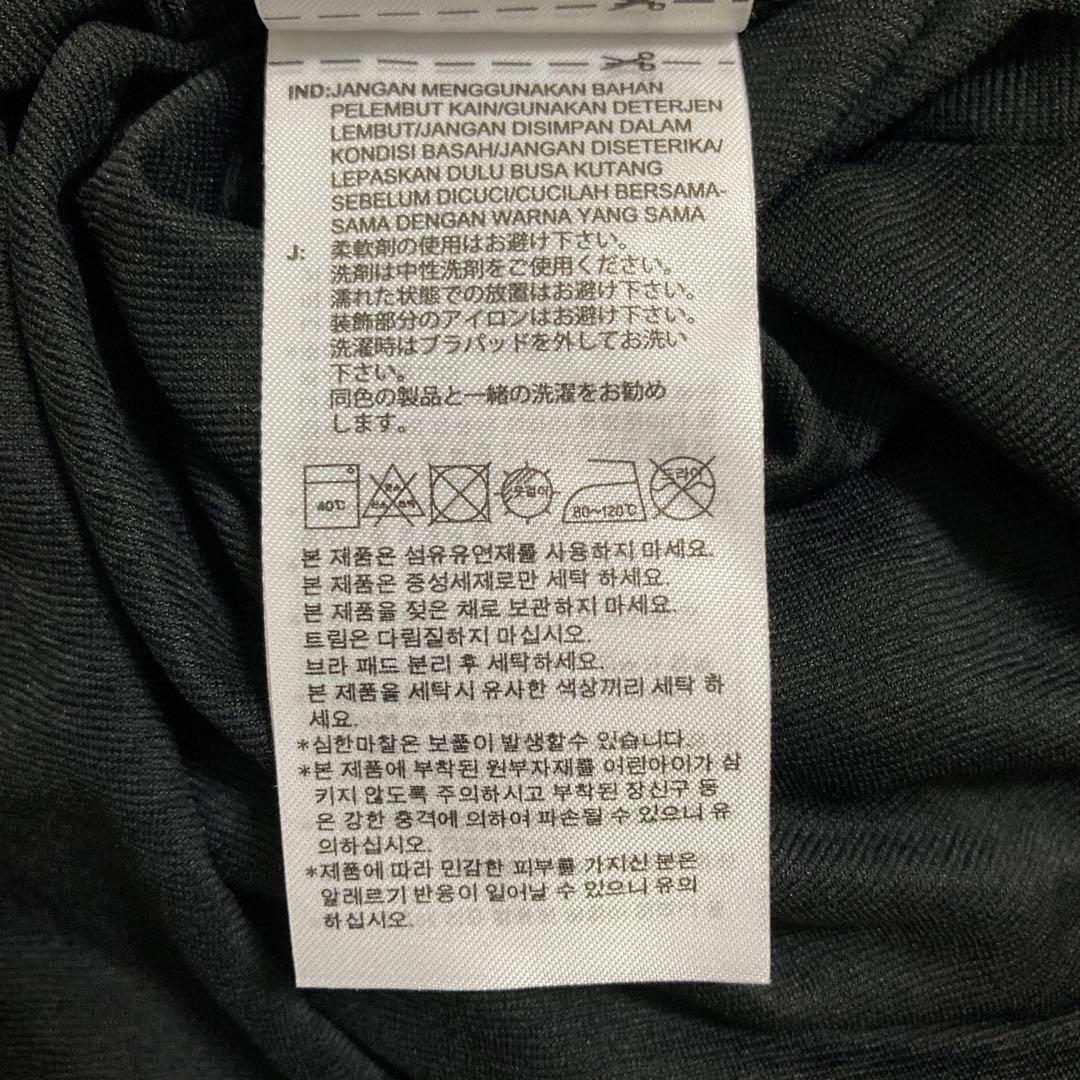 IND:JANGAN MENGGUNAKAN BAHAN
PELEMBUT KAIN/GUNAKAN DETERJEN
LEMBUT/JANGAN DISIMPAN DALAM
KONDISI BASAH/JANGAN DISETERIKA/
LEPASKAN DULU BUSA KUTANG
SEBELUM DICUCI/CUCILAH BERSAMA-
SAMA DENGAN WARNA YANG SAMA
J: 柔軟剤の使用はお避け下さい。
洗剤は中性洗剤をご使用ください。
濡れた状態での放置はお避け下さい。
装飾部分のアイロンはお避け下さい。
洗濯時はブラパッドを外してお洗い
下さい。
同色の製品と一緒の洗濯をお勧め
します。
40℃
옷걸이
80~120℃
드라이
본 제품은 섬유유연제를 사용하지 마세요.
본 제품은 중성세제로만 세탁 하세요.
본 제품을 젖은 채로 보관하지 마세요.
트림은 다림질하지 마십시오.
브라 패드 분리 후 세탁하세요.
본 제품을 세탁시 유사한 색상끼리 세탁 하
세요.
*심한마찰은 보풀이 발생할수 있습니다.
*본 제품에 부착된 원부자재를 어린아이가 삼
키지 않도록 주의하시고 부착된 장신구 등
은 강한 충격에 의하여 파손될 수 있으니 유
의하십시오.
*제품에 따라 민감한 피부를 가지신 분은
알레르기 반응이 일어날 수 있으니 유의
하십시오.